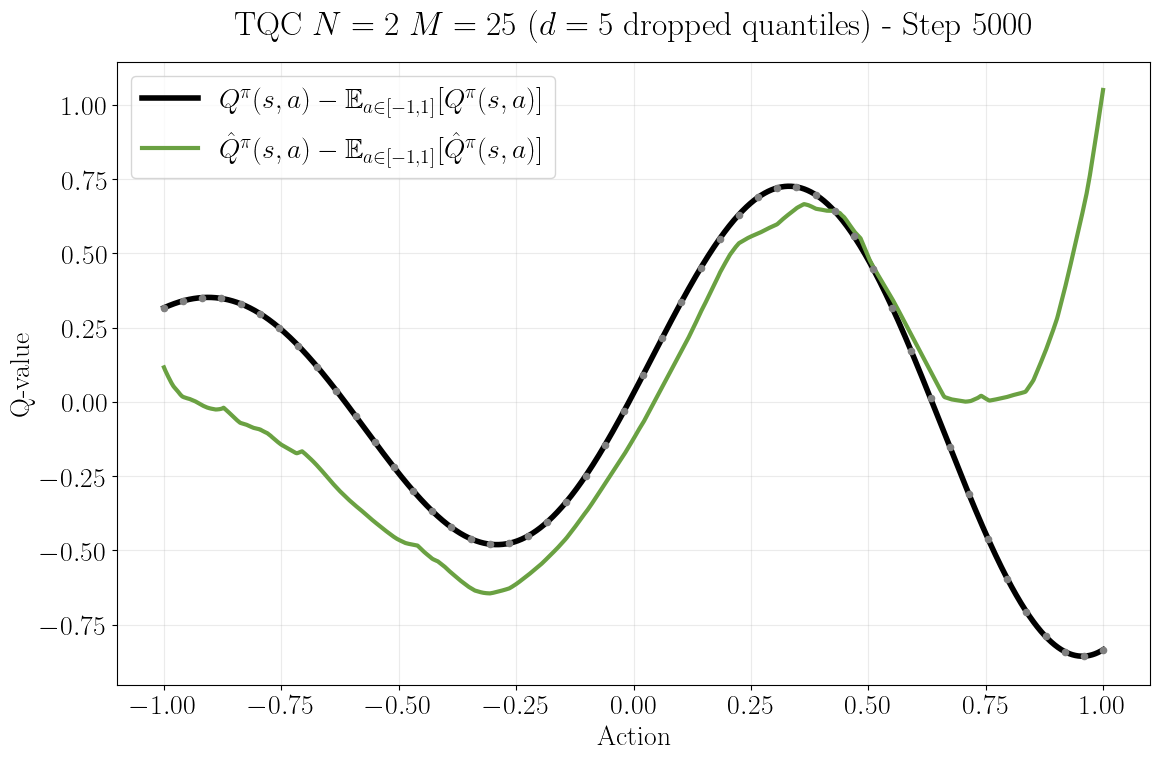 TQC N = 2 M = 25 (d = 5 dropped quantiles) - Step 5000
Q^π(s, a) − 𝔼_{a∈[−1,1]}[Q^π(s, a)]
Q̂^π(s, a) − 𝔼_{a∈[−1,1]}[Q̂^π(s, a)]
1.00
0.75
0.50
0.25
0.00
−0.25
−0.50
−0.75
Q-value
−1.00 −0.75 −0.50 −0.25 0.00 0.25 0.50 0.75 1.00
Action